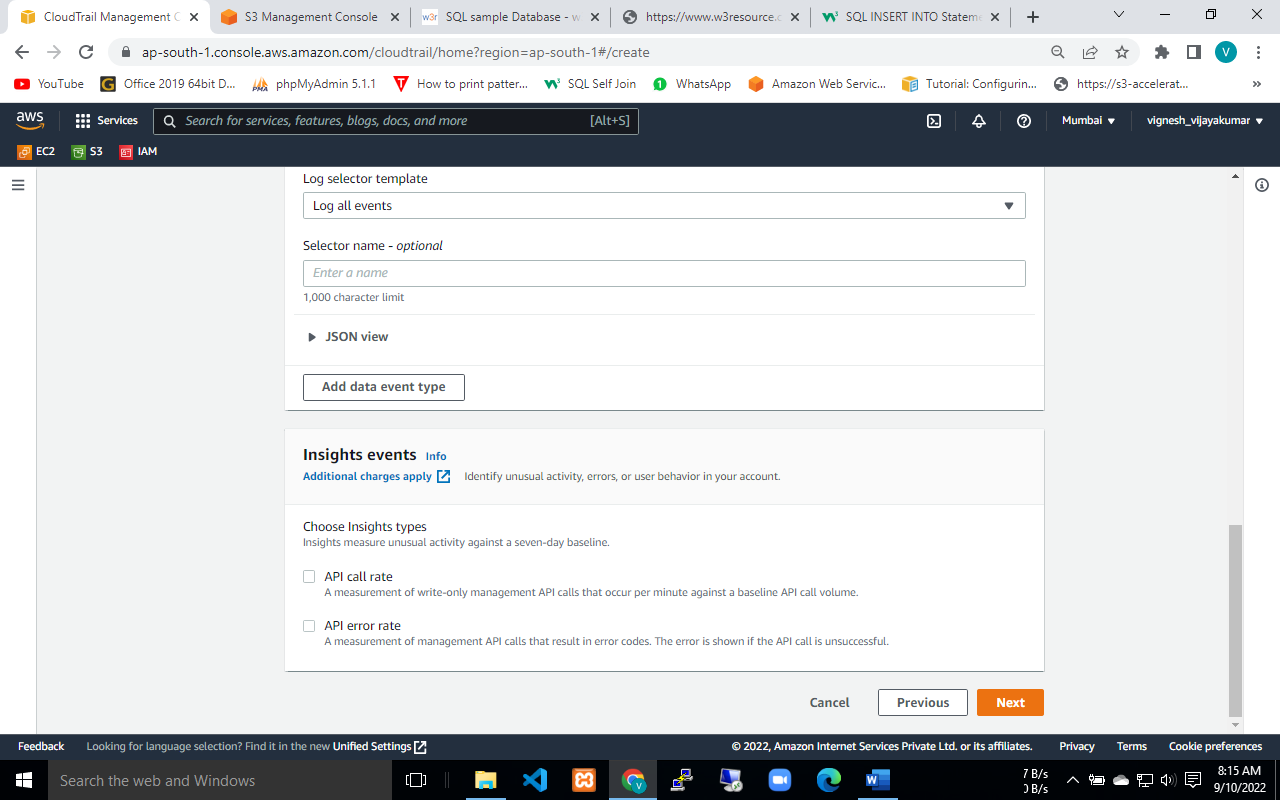 CloudTrail Management C
S3 Management Console
w3r
SQL sample Database - w
https://www.w3resource.c
SQL INSERT INTO Stateme
ap-south-1.console.aws.amazon.com/cloudtrail/home?region=ap-south-1#/create
V
YouTube
Office 2019 64bit D...
phpMyAdmin 5.1.1
How to print patter...
SQL Self Join
WhatsApp
Amazon Web Servic...
Tutorial: Configurin...
https://s3-accelerat...
»
aws
Services
Search for services, features, blogs, docs, and more
[Alt+S]
Mumbai
vignesh_vijayakumar
EC2
S3
IAM
Log selector template
Log all events
Selector name - optional
Enter a name
1,000 character limit
JSON view
Add data event type
Insights events Info
Additional charges apply Identify unusual activity, errors, or user behavior in your account.
Choose Insights types
Insights measure unusual activity against a seven-day baseline.
API call rate
A measurement of write-only management API calls that occur per minute against a baseline API call volume.
API error rate
A measurement of management API calls that result in error codes. The error is shown if the API call is unsuccessful.
Cancel
Previous
Next
Feedback
Looking for language selection? Find it in the new Unified Settings
© 2022, Amazon Internet Services Private Ltd. or its affiliates.
Privacy
Terms
Cookie preferences
Search the web and Windows
7 B/s
0 B/s
8:15 AM
9/10/2022